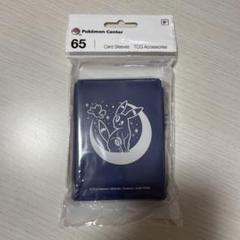 Pokémon Center
65
Card Sleeves
TCG Accessories